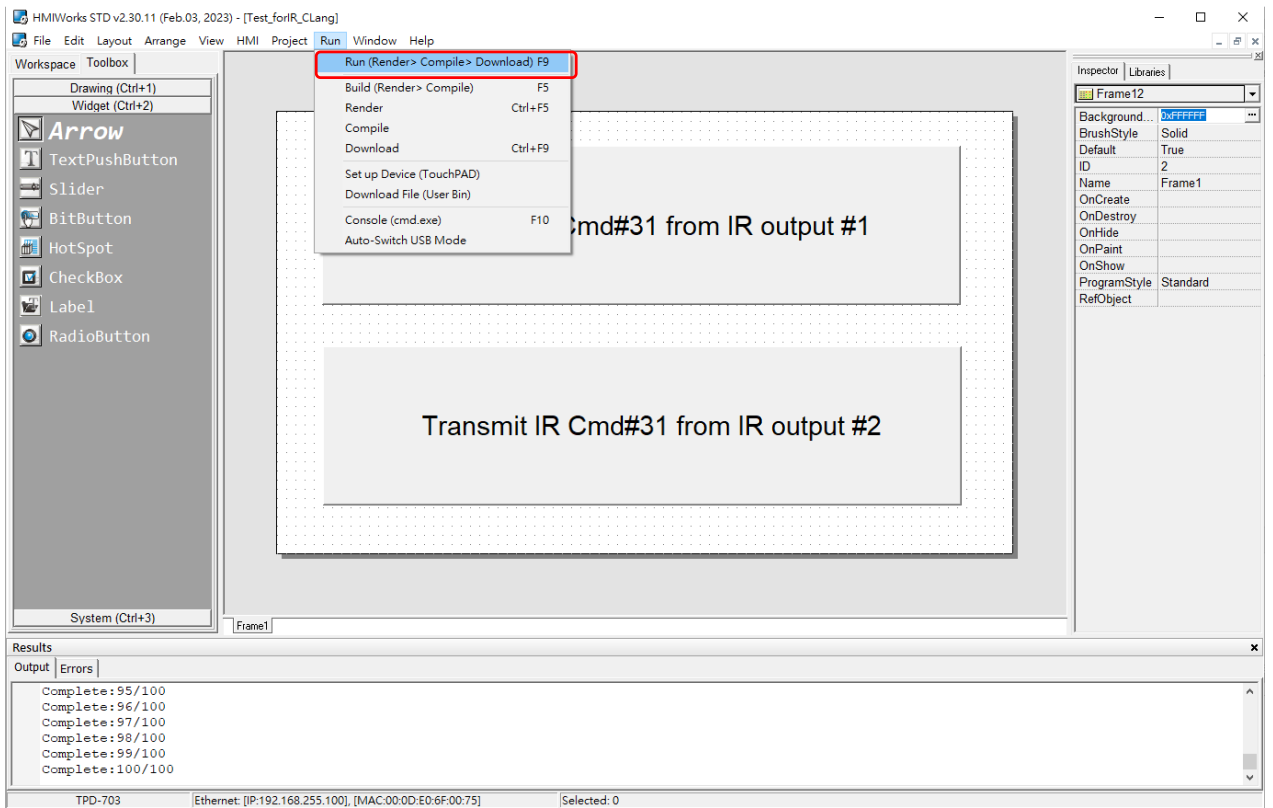 HMIWorks STD v2.30.11 (Feb.03, 2023) - [Test_forIR_CLang]
File Edit Layout Arrange View HMI Project Run Window Help
Workspace Toolbox
Drawing (Ctrl+1)
Widget (Ctrl+2)
Arrow
TextPushButton
Slider
BitButton
HotSpot
CheckBox
Label
RadioButton
System (Ctrl+3)
Run (Render> Compile> Download) F9
Build (Render> Compile) F5
Render Ctrl+F5
Compile
Download Ctrl+F9
Set up Device (TouchPAD)
Download File (User Bin)
Console (cmd.exe) F10
Auto-Switch USB Mode
Cmd#31 from IR output #1
Transmit IR Cmd#31 from IR output #2
Frame1
Inspector Libraries
Frame12
Background... 0xFFFFFF ...
BrushStyle Solid
Default True
ID 2
Name Frame1
OnCreate
OnDestroy
OnHide
OnPaint
OnShow
ProgramStyle Standard
RefObject
Results
Output Errors
Complete:95/100
Complete:96/100
Complete:97/100
Complete:98/100
Complete:99/100
Complete:100/100
TPD-703 Ethernet: [IP:192.168.255.100], [MAC:00:0D:E0:6F:00:75] Selected: 0